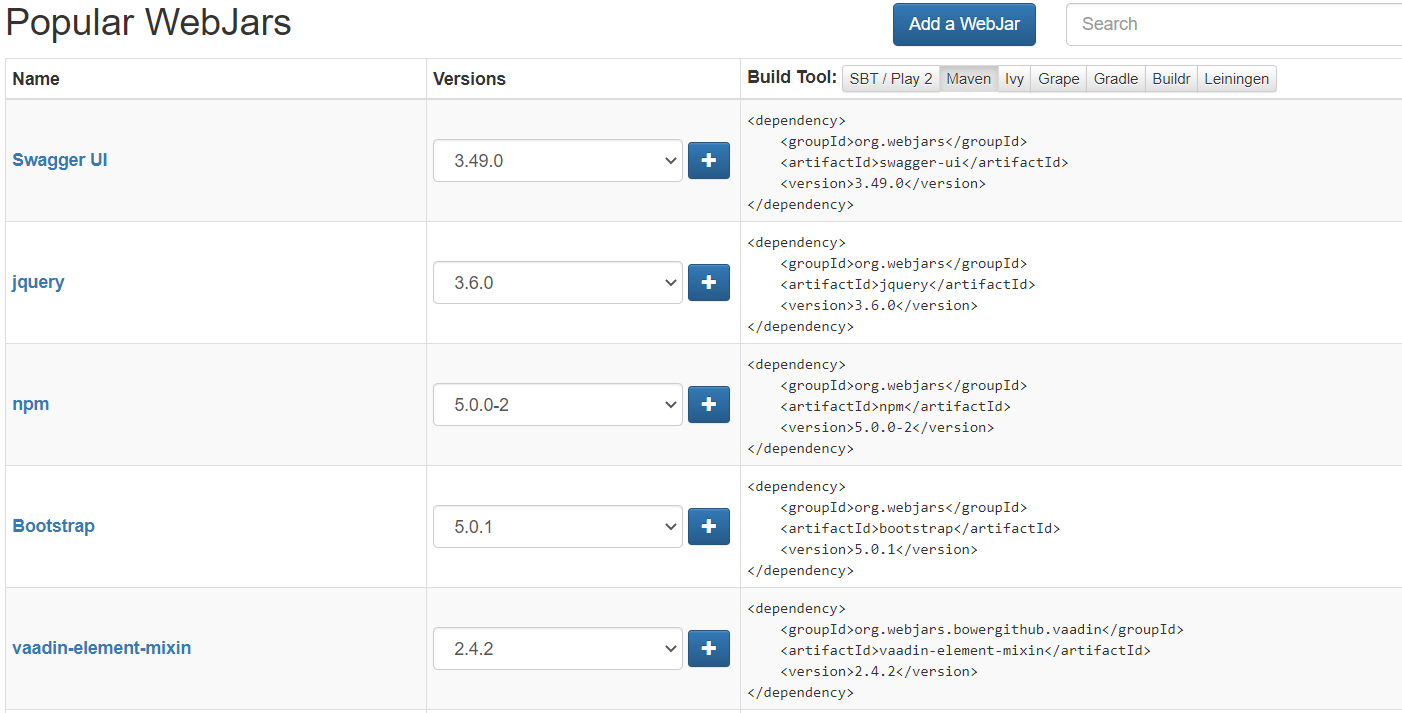 Popular WebJars
Add a WebJar
Search
Name
Versions
Build Tool:
SBT / Play 2
Maven
Ivy
Grape
Gradle
Buildr
Leiningen
Swagger UI
3.49.0
<dependency>
    <groupId>org.webjars</groupId>
    <artifactId>swagger-ui</artifactId>
    <version>3.49.0</version>
</dependency>
jquery
3.6.0
<dependency>
    <groupId>org.webjars</groupId>
    <artifactId>jquery</artifactId>
    <version>3.6.0</version>
</dependency>
npm
5.0.0-2
<dependency>
    <groupId>org.webjars</groupId>
    <artifactId>npm</artifactId>
    <version>5.0.0-2</version>
</dependency>
Bootstrap
5.0.1
<dependency>
    <groupId>org.webjars</groupId>
    <artifactId>bootstrap</artifactId>
    <version>5.0.1</version>
</dependency>
vaadin-element-mixin
2.4.2
<dependency>
    <groupId>org.webjars.bowergithub.vaadin</groupId>
    <artifactId>vaadin-element-mixin</artifactId>
    <version>2.4.2</version>
</dependency>